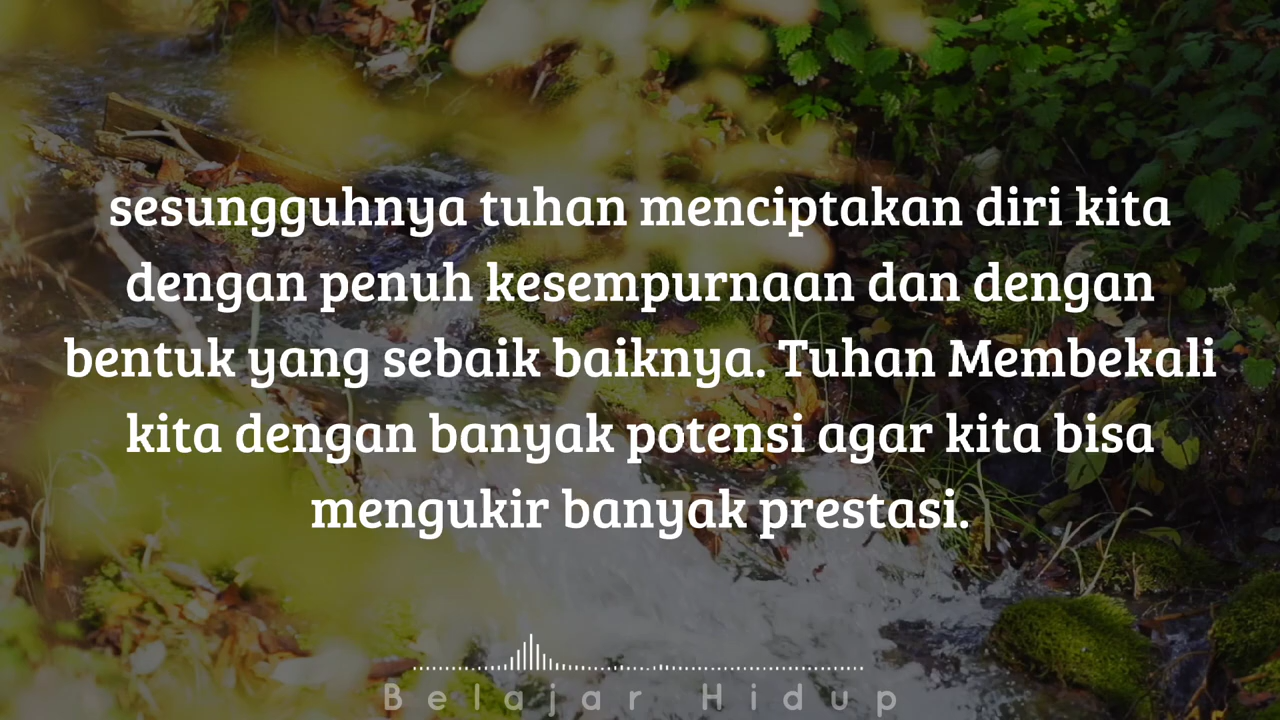 sesungguhnya tuhan menciptakan diri kita
dengan penuh kesempurnaan dan dengan
bentuk yang sebaik baiknya. Tuhan Membekali
kita dengan banyak potensi agar kita bisa
mengukir banyak prestasi.
Belajar Hidup